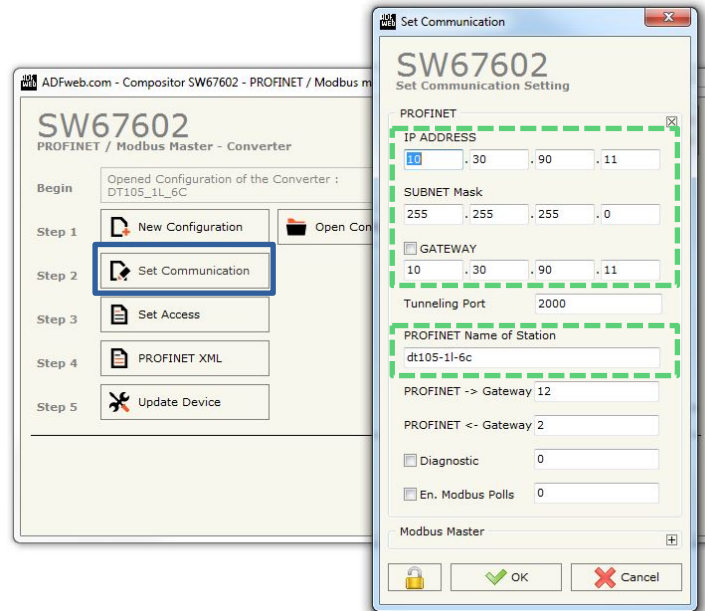 ADFweb.com - Compositor SW67602 - PROFINET / Modbus m
SW67602
PROFINET / Modbus Master - Converter
Begin
Opened Configuration of the Converter :
DT105_1L_6C
Step 1
New Configuration
Open Con
Step 2
Set Communication
Step 3
Set Access
Step 4
PROFINET XML
Step 5
Update Device
Set Communication
SW67602
Set Communication Setting
PROFINET
IP ADDRESS
10 . 30 . 90 . 11
SUBNET Mask
255 . 255 . 255 . 0
GATEWAY
10 . 30 . 90 . 11
Tunneling Port 2000
PROFINET Name of Station
dt105-1l-6c
PROFINET -> Gateway 12
PROFINET <- Gateway 2
Diagnostic 0
En. Modbus Polls 0
Modbus Master
OK
Cancel